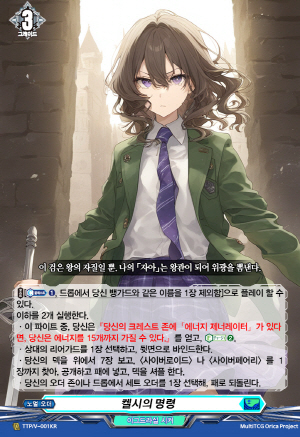 3
그레이드
이 검은 왕의 자질일 뿐. 나의 「자아」는 왕관이 되어 위광을 뽐낸다.
1, 드롭에서 당신 뱅가드와 같은 이름을 1장 제외함]으로 플레이 할 수
있다.
이하를 2개 실행한다.
· 이 파이트 중, 당신은 「당신의 크레스트 존에 「에너지 제너레이터」가 있다
면, 당신은 에너지를 15개까지 가질 수 있다.」를 얻고, 2
· 상대의 리어가드를 1장 선택하고, 뒷면으로 바인드한다.
· 당신의 덱을 위에서 7장 보고, 〈사이버로이드〉나 〈사이버페어리〉를 1
장까지 찾아, 공개하고 패에 넣고, 덱을 셔플 한다.
· 당신의 오더 존이나 드롭에서 세트 오더를 1장 선택해, 패로 되돌린다.
노멀 오더
켑시의 명령
TTP/V-001KR
MultiTCG Orica Project